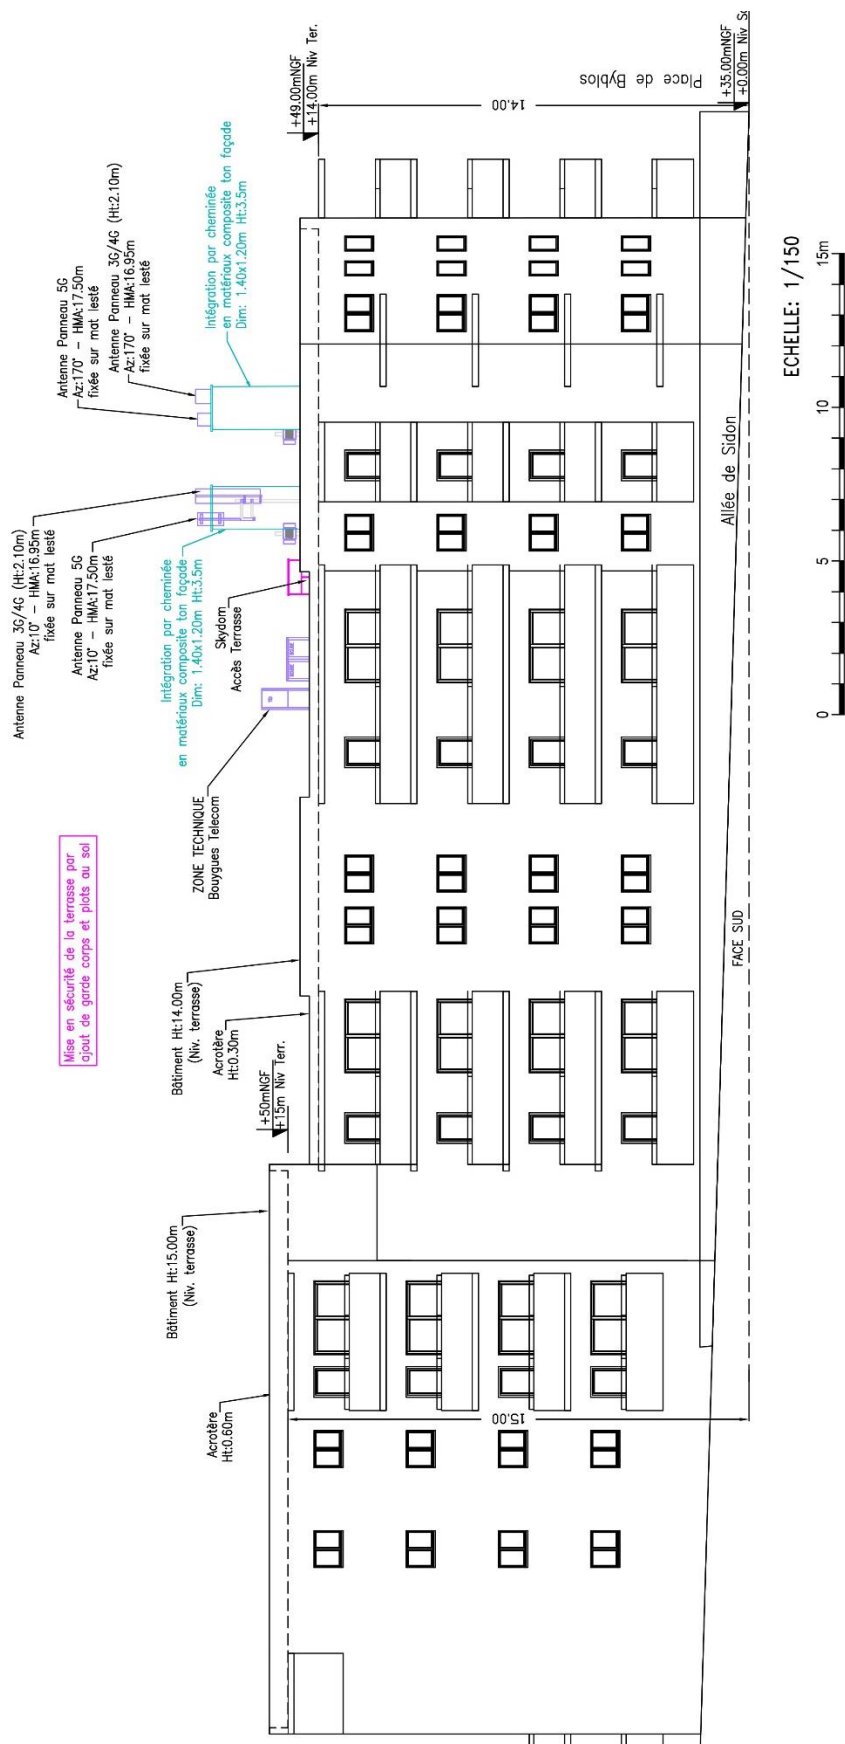 Antenne Panneau 3G/4G (Ht:2.10m)
Az:10° – HMA:16.95m
fixée sur mat lesté
Antenne Panneau 5G
Az:10° – HMA:17.50m
fixée sur mat lesté
Antenne Panneau 5G
Az:170° – HMA:17.50m
fixée sur mat lesté
Antenne Panneau 3G/4G (Ht:2.10m)
Az:170° – HMA:16.95m
fixée sur mat lesté
Intégration par cheminée
en matériaux composite ton façade
Dim: 1.40x1.20m Ht:3.5m
Intégration par cheminée
en matériaux composite ton façade
Dim: 1.40x1.20m Ht:3.5m
Skydom
Accès Terrasse
ZONE TECHNIQUE
Bouygues Telecom
Mise en sécurité de la terrasse par
ajout de garde corps et plots au sol
Bâtiment Ht:14.00m
(Niv. terrasse)
Acrotère
Ht:0.30m
+50mNGF
+15m Niv Terr.
Bâtiment Ht:15.00m
(Niv. terrasse)
Acrotère
Ht:0.60m
+49.00mNGF
+14.00m Niv Ter.
14.00
Place de Byblos
+35.00mNGF
+0.00m Niv
15.00
Allée de Sidon
FACE SUD
ECHELLE: 1/150
0 5 10 15m